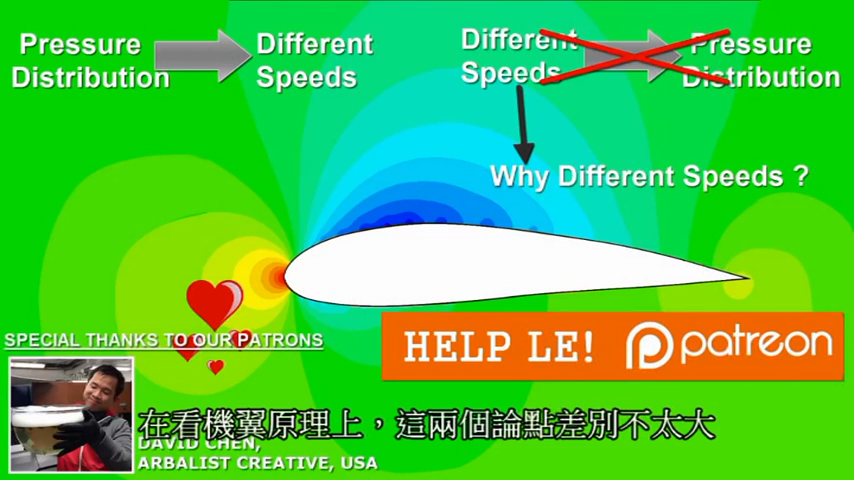 Pressure
Distribution
Different
Speeds
Different
Speeds
Pressure
Distribution
Why Different Speeds ?
HELP LE! patreon
SPECIAL THANKS TO OUR PATRONS
在看機翼原理上，這兩個論點差別不太大
DAVID CHEN,
ARBALIST CREATIVE, USA